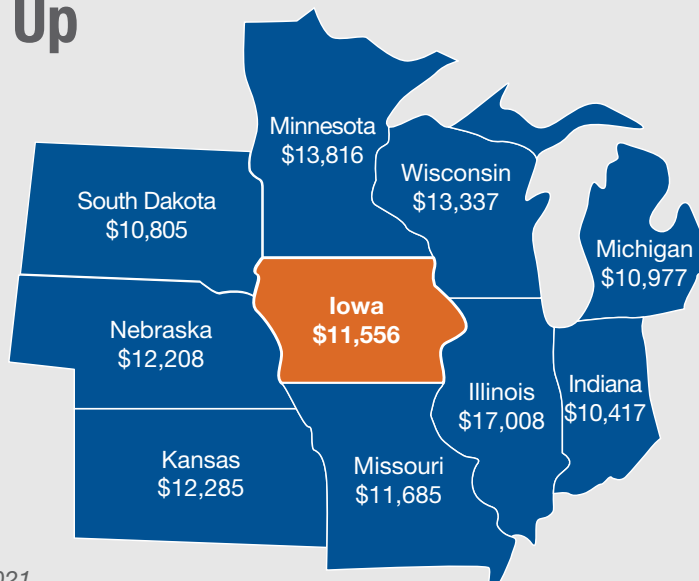 Up
Minnesota
$13,816
Wisconsin
$13,337
South Dakota
$10,805
Michigan
$10,977
Iowa
$11,556
Nebraska
$12,208
Illinois
$17,008
Indiana
$10,417
Kansas
$12,285
Missouri
$11,685